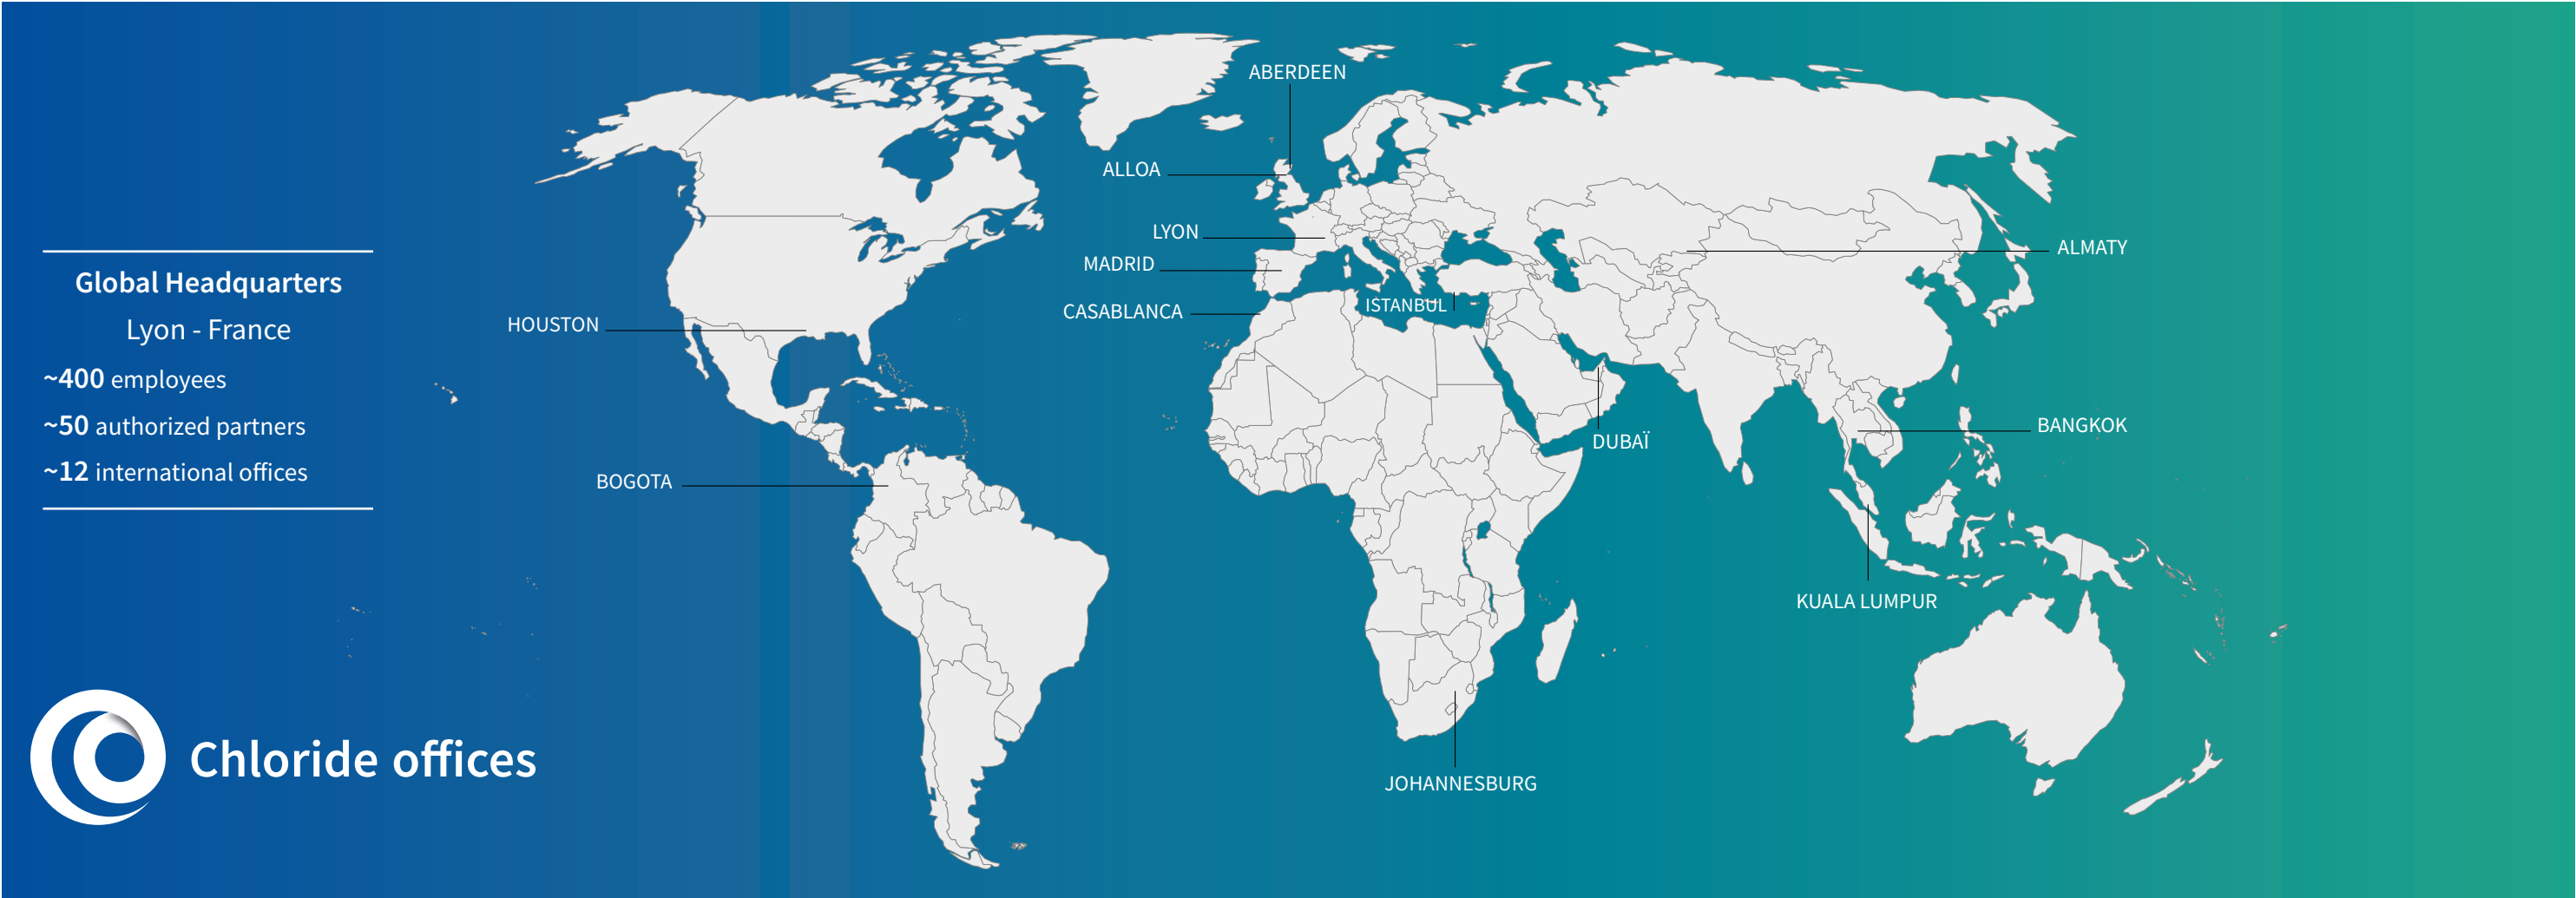 Global Headquarters
Lyon - France
~400 employees
~50 authorized partners
~12 international offices
Chloride offices
HOUSTON
BOGOTA
ABERDEEN
ALLOA
LYON
MADRID
CASABLANCA
ISTANBUL
ALMATY
DUBAÏ
BANGKOK
KUALA LUMPUR
JOHANNESBURG